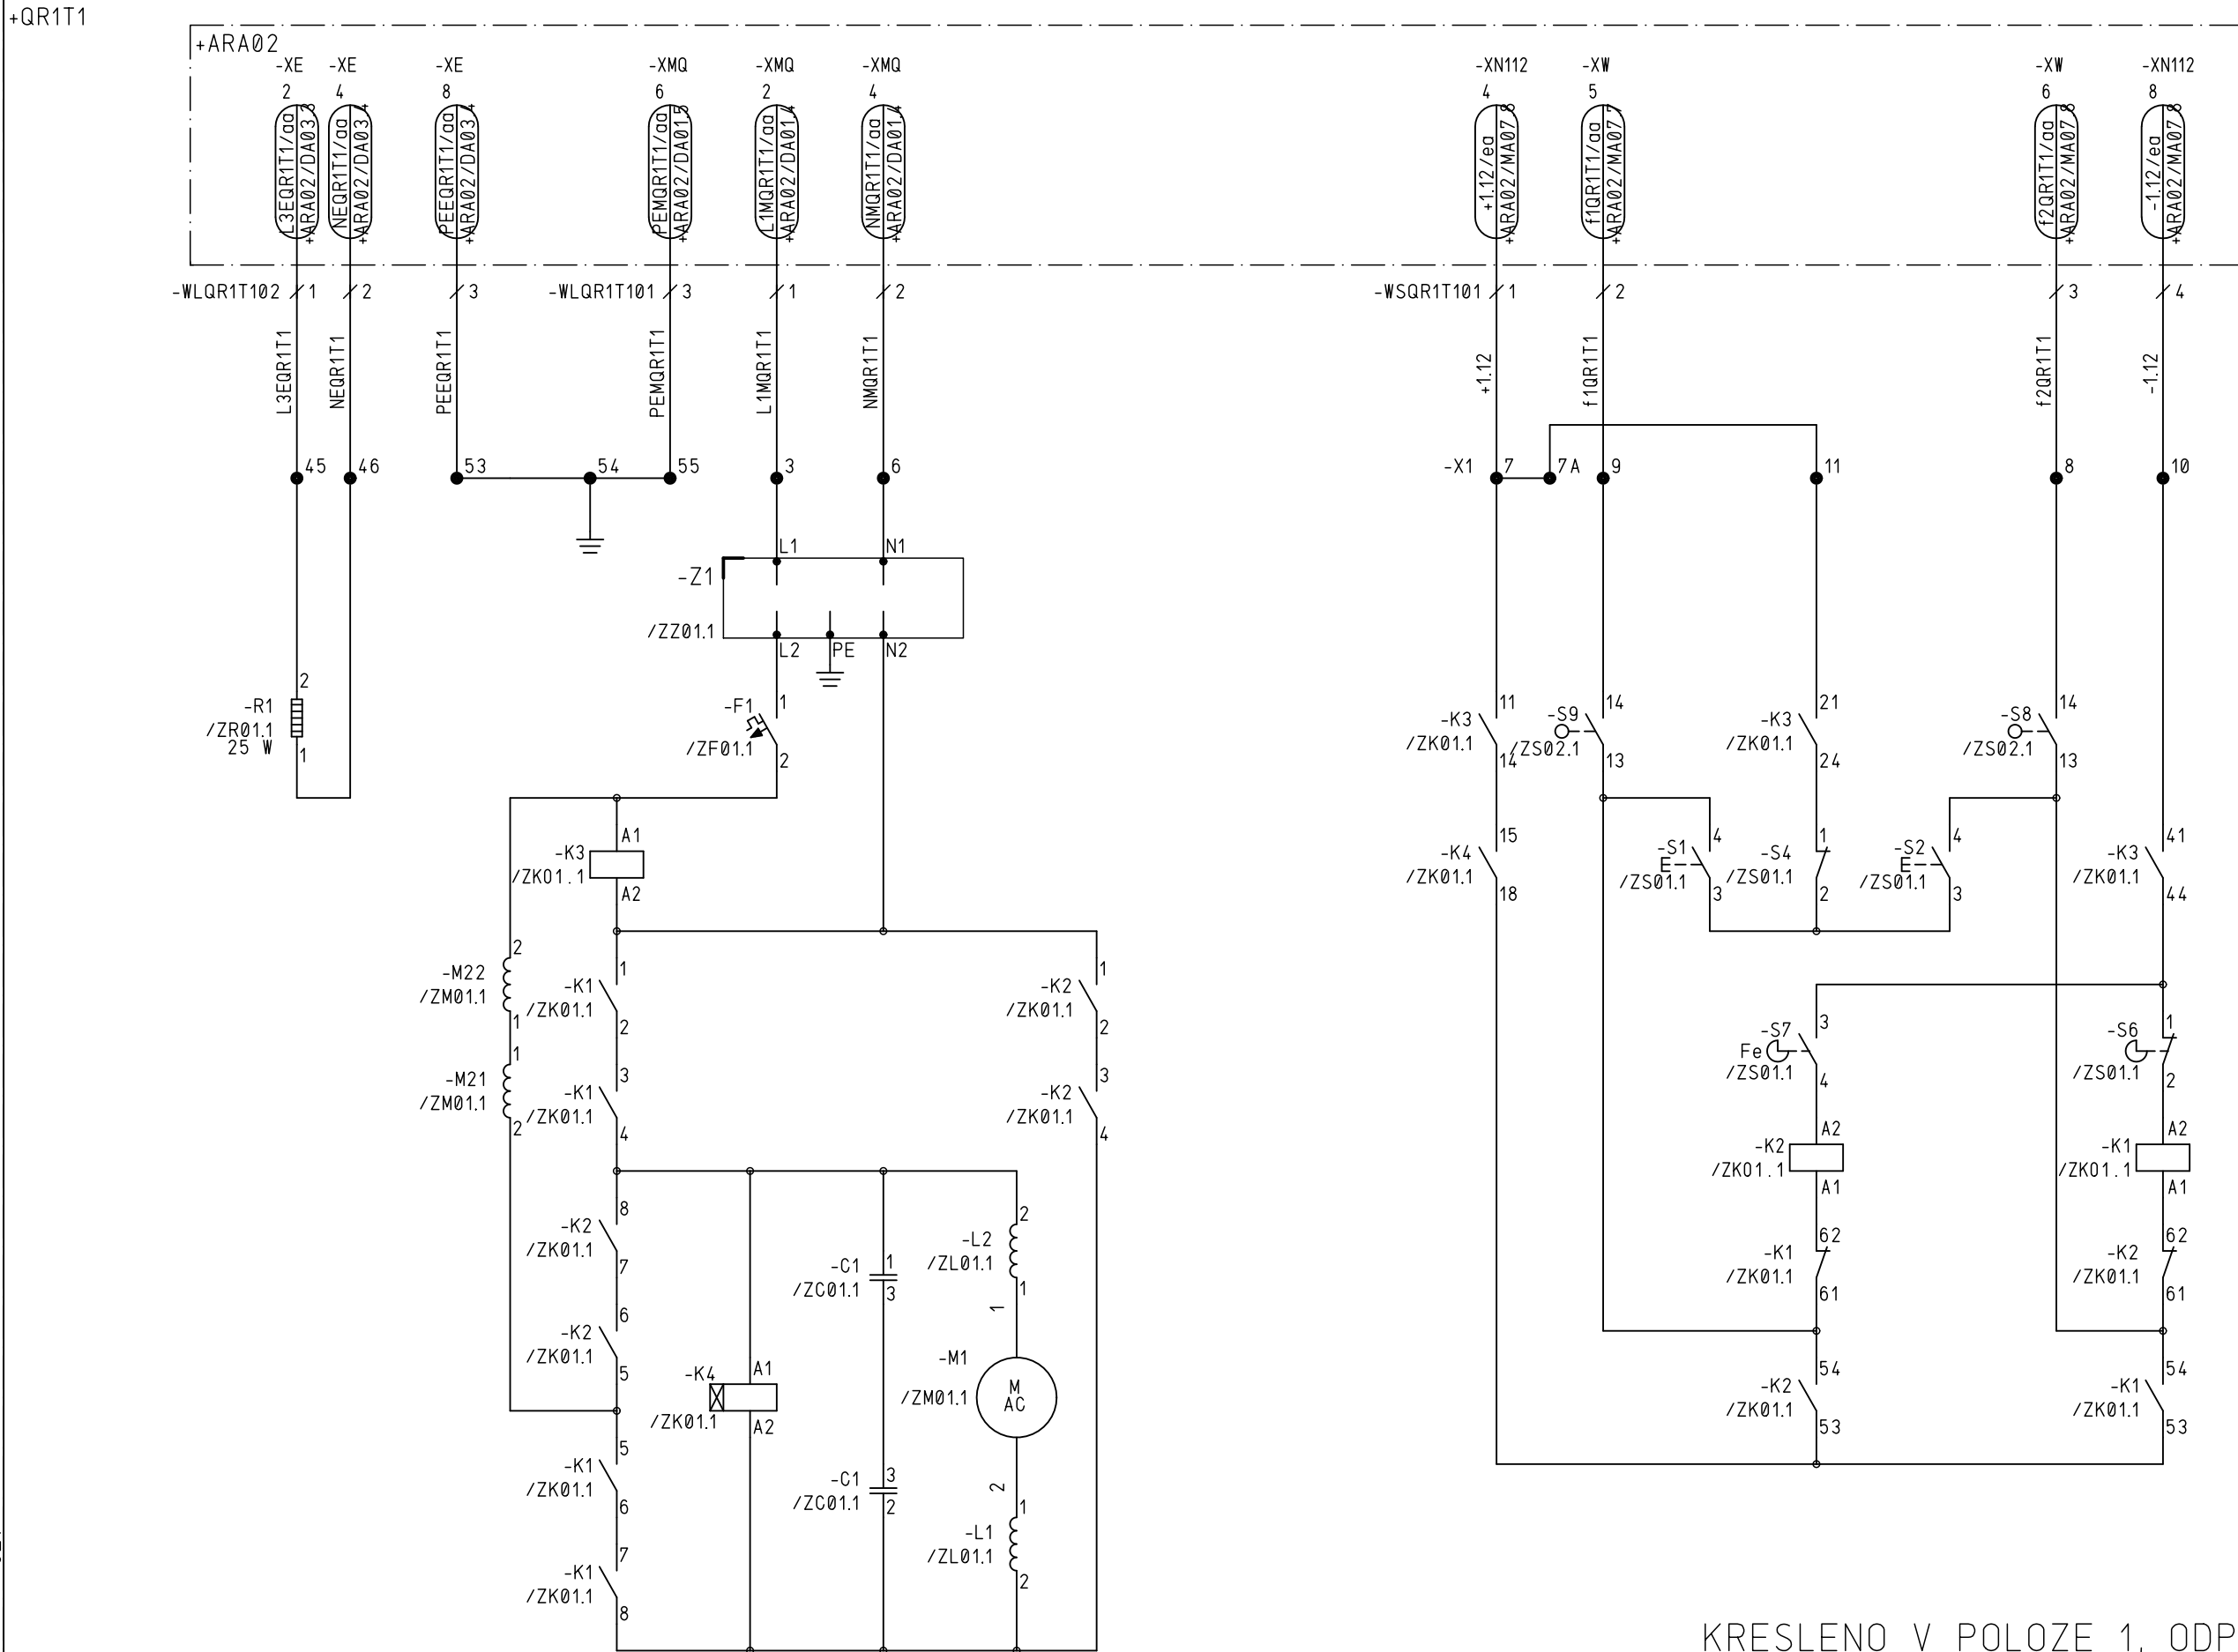 +QR1T1
+ARA02
-XE -XE -XE -XMQ -XMQ -XMQ -XN112 -XW -XW -XN112
2 4 8 6 2 4 4 5 6 8
L3EQR1T1/aa
+ARA02/DA03.3
NEQR1T1/aa
+ARA02/DA03.4
PEEQR1T1/aa
+ARA02/DA03.4
PEMQR1T1/aa
+ARA02/DA01.5
L1MQR1T1/aa
+ARA02/DA01.4
NMQR1T1/aa
+ARA02/DA01.4
+1.12/ea
+ARA02/MA07.8
f1QR1T1/aa
+ARA02/MA07.7
f2QR1T1/aa
+ARA02/MA07.8
-1.12/ea
+ARA02/MA07.8
-WLQR1T102 1 2 3 -WLQR1T101 3 1 2 -WSQR1T101 1 2 3 4
L3EQR1T1 NEQR1T1 PEEQR1T1 PEMQR1T1 L1MQR1T1 NMQR1T1 +1.12 f1QR1T1 f2QR1T1 -1.12
45 46 53 54 55 3 6 -X1 7 7A 9 11 8 10
L1 N1
-Z1
/ZZ01.1
L2 PE N2
2
-R1
/ZR01.1
25 W
1
1
-F1
/ZF01.1
2
11
-K3
/ZK01.1
14
14
-S9
/ZS02.1
13
21
-K3
/ZK01.1
24
14
-S8
/ZS02.1
13
A1
-K3
/ZK01.1
A2
15
-K4
/ZK01.1
18
4
-S1
E
/ZS01.1
3
1
-S4
/ZS01.1
2
4
-S2
E
/ZS01.1
3
41
-K3
/ZK01.1
44
2
-M22
/ZM01.1
1
1
-K1
/ZK01.1
2
1
-K2
/ZK01.1
2
3
-S7
Fe
/ZS01.1
4
1
-S6
/ZS01.1
2
1
-M21
/ZM01.1
2
3
-K1
/ZK01.1
4
3
-K2
/ZK01.1
4
A2
-K2
/ZK01.1
A1
A2
-K1
/ZK01.1
A1
8
-K2
/ZK01.1
7
1
-C1
/ZC01.1
3
2
-L2
/ZL01.1
1
1
62
-K1
/ZK01.1
61
62
-K2
/ZK01.1
61
6
-K2
/ZK01.1
5
A1
-K4
/ZK01.1
A2
-M1
/ZM01.1
M
AC
54
-K2
/ZK01.1
53
54
-K1
/ZK01.1
53
5
-K1
/ZK01.1
6
3
-C1
/ZC01.1
2
2
1
-L1
/ZL01.1
2
7
-K1
/ZK01.1
8
KRESLENO V POLOZE 1, ODP